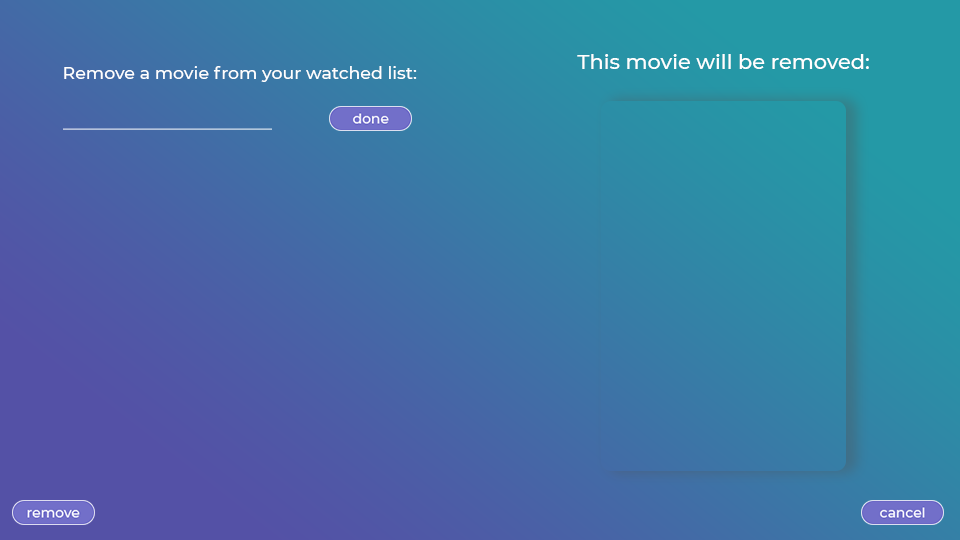 Remove a movie from your watched list:
done
This movie will be removed:
remove
cancel